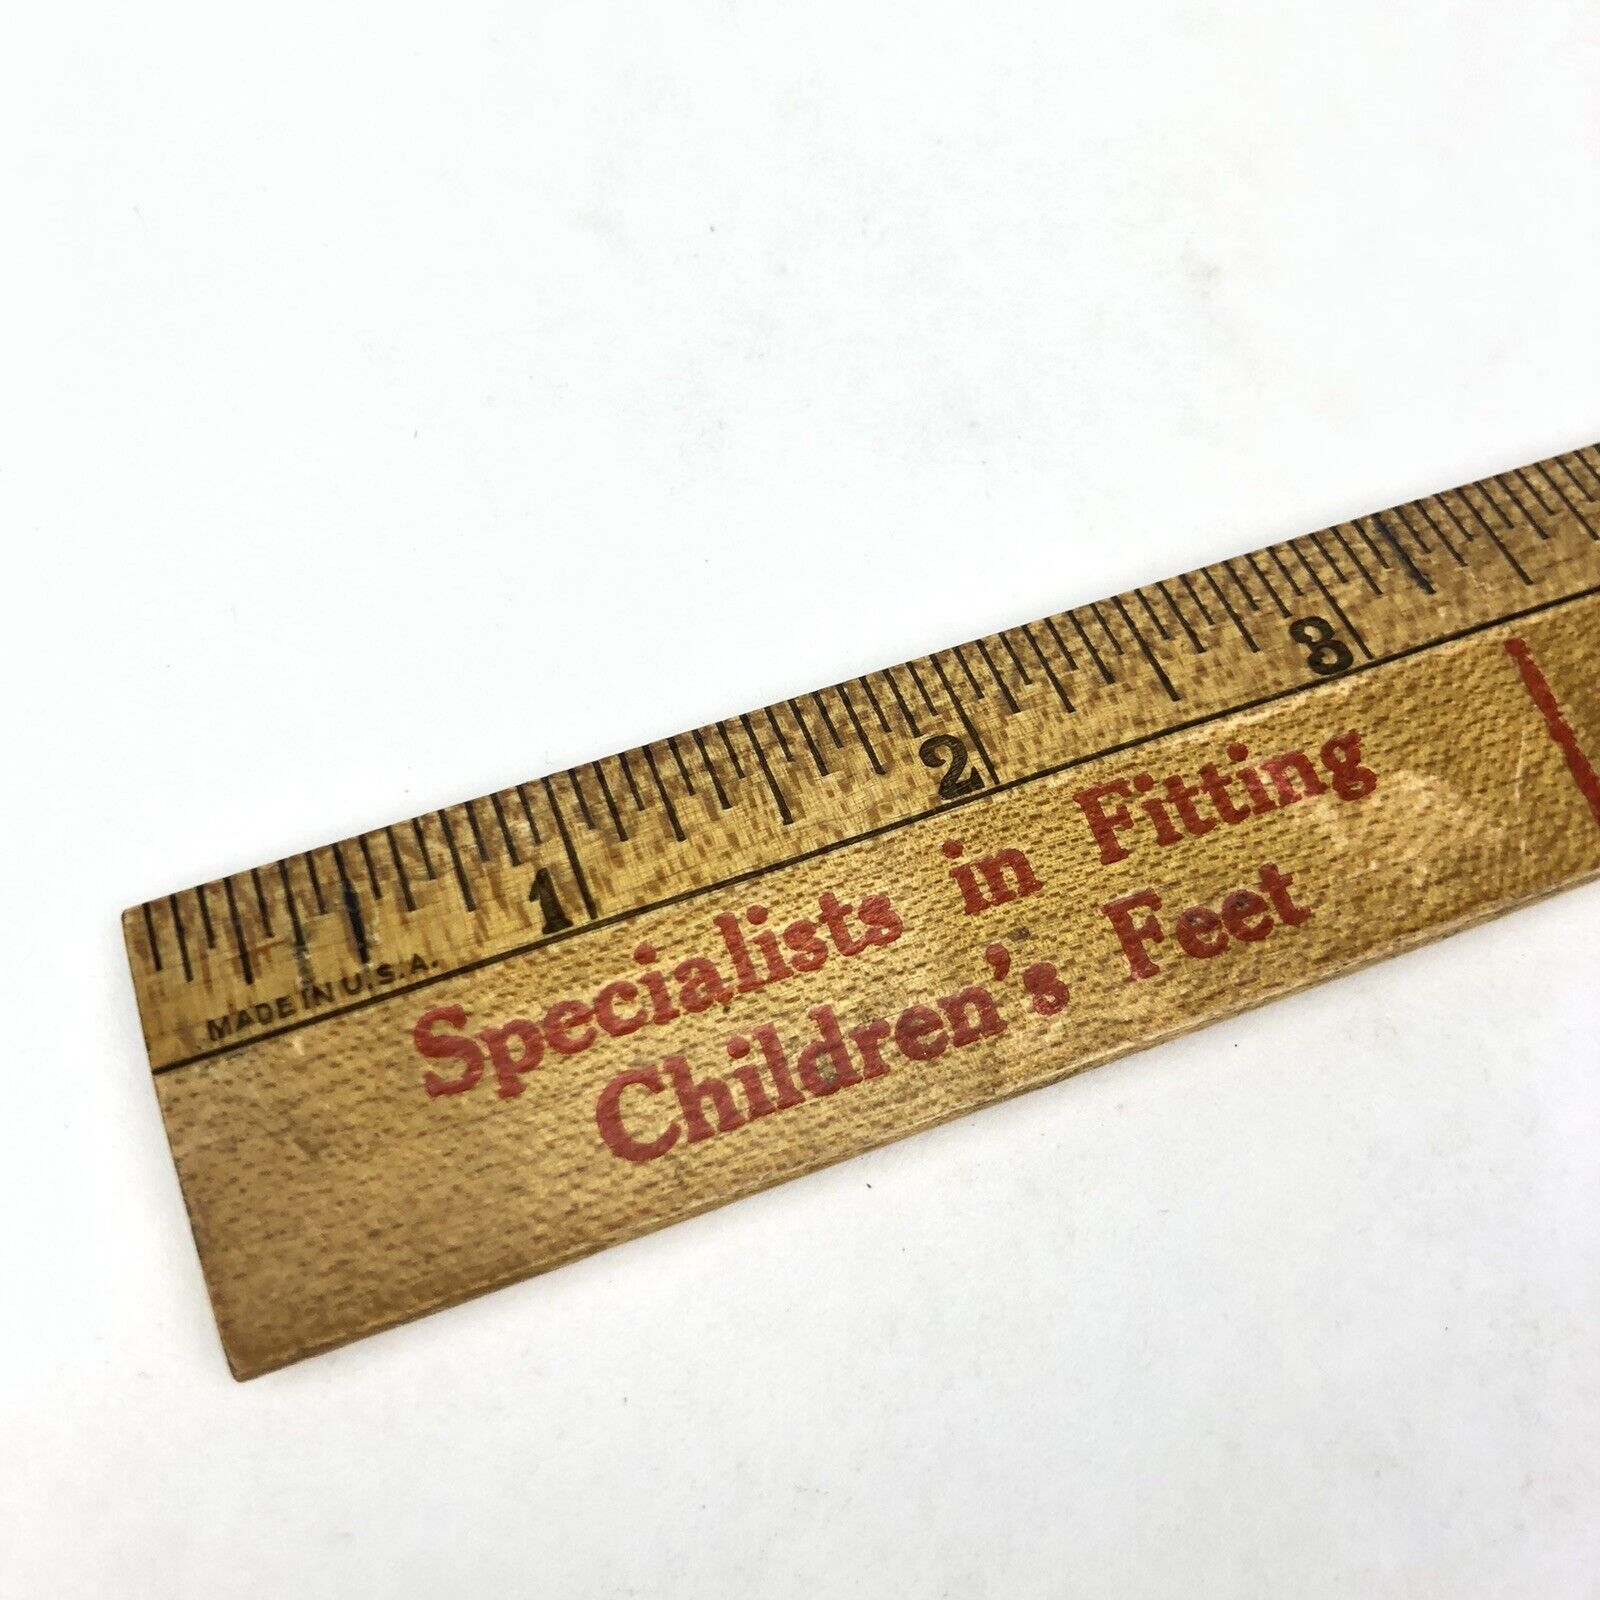 1 2 3
MADE IN U.S.A.
Specialists in Fitting
Children's Feet